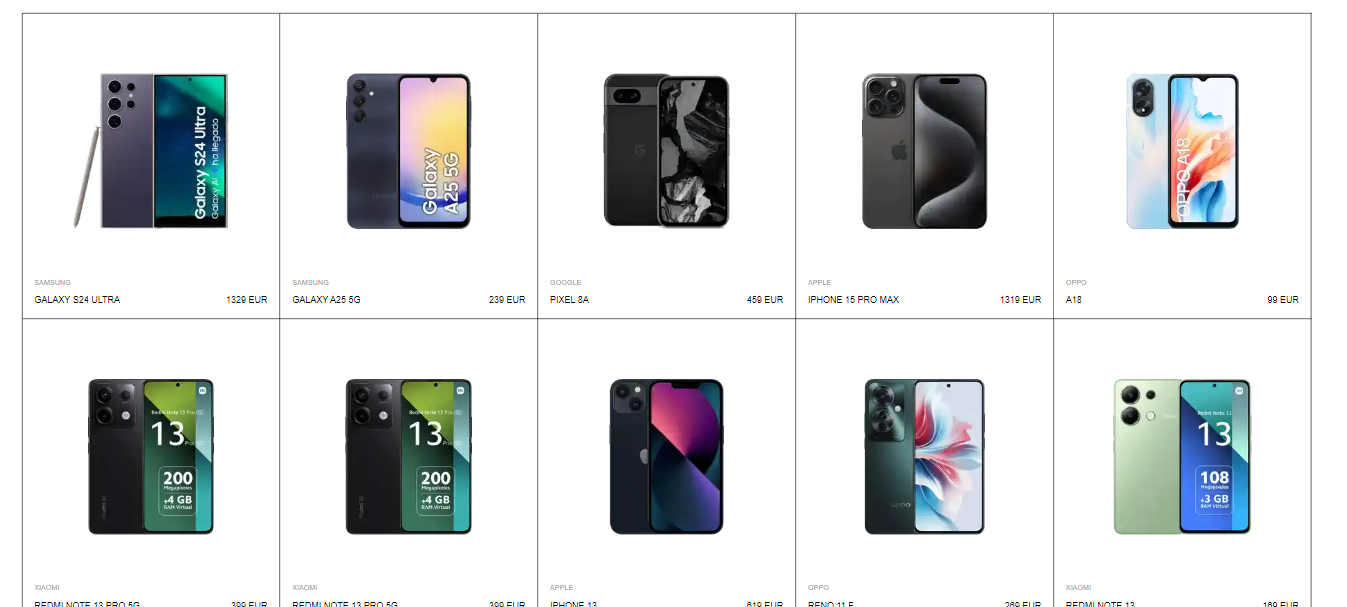 Galaxy S24 Ultra
Galaxy AI ha llegado
Galaxy
A25 5G
G
OPPO A18
SAMSUNG
GALAXY S24 ULTRA 1329 EUR
SAMSUNG
GALAXY A25 5G 239 EUR
GOOGLE
PIXEL 8A 459 EUR
APPLE
IPHONE 15 PRO MAX 1319 EUR
OPPO
A18 99 EUR
Redmi Note 13 Pro 5G
13
200
Megapíxeles
+4 GB
RAM Virtual
Redmi Note 13 Pro 5G
13
200
Megapíxeles
+4 GB
RAM Virtual
oppo
Redmi Note 13
13
108
Megapíxeles
+3 GB
RAM Virtual
XIAOMI
REDMI NOTE 13 PRO 5G 399 EUR
XIAOMI
REDMI NOTE 13 PRO 5G 399 EUR
APPLE
IPHONE 13 619 EUR
OPPO
RENO 11 F 269 EUR
XIAOMI
REDMI NOTE 13 169 EUR